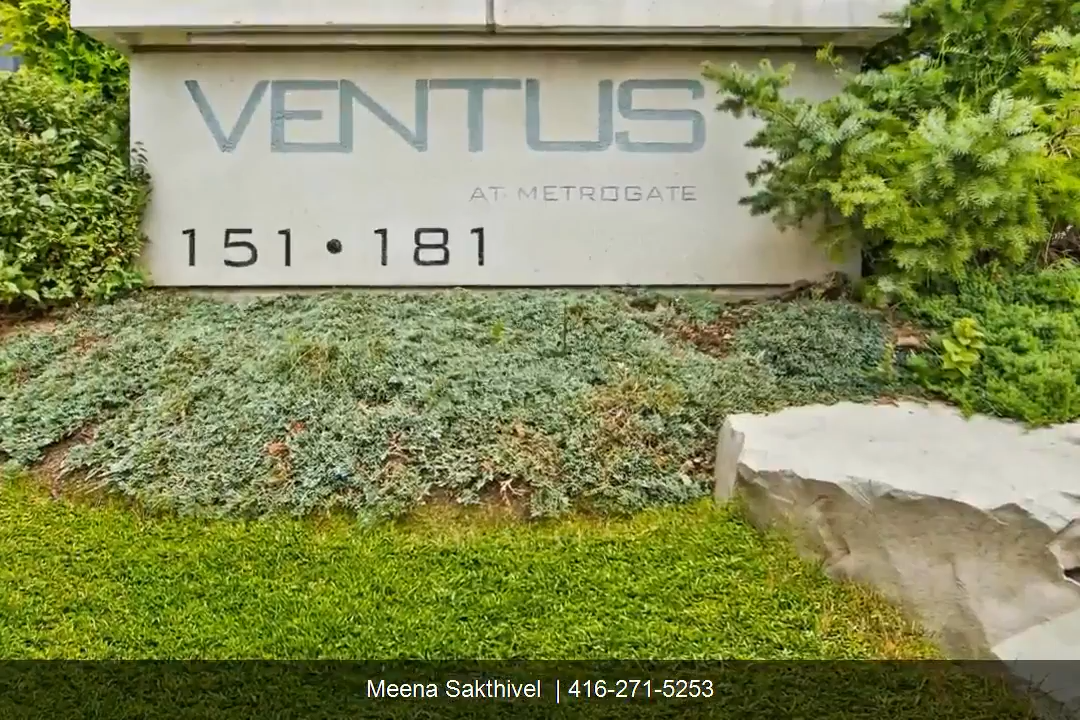 VENTUS
AT METROGATE
151 • 181
Meena Sakthivel | 416-271-5253